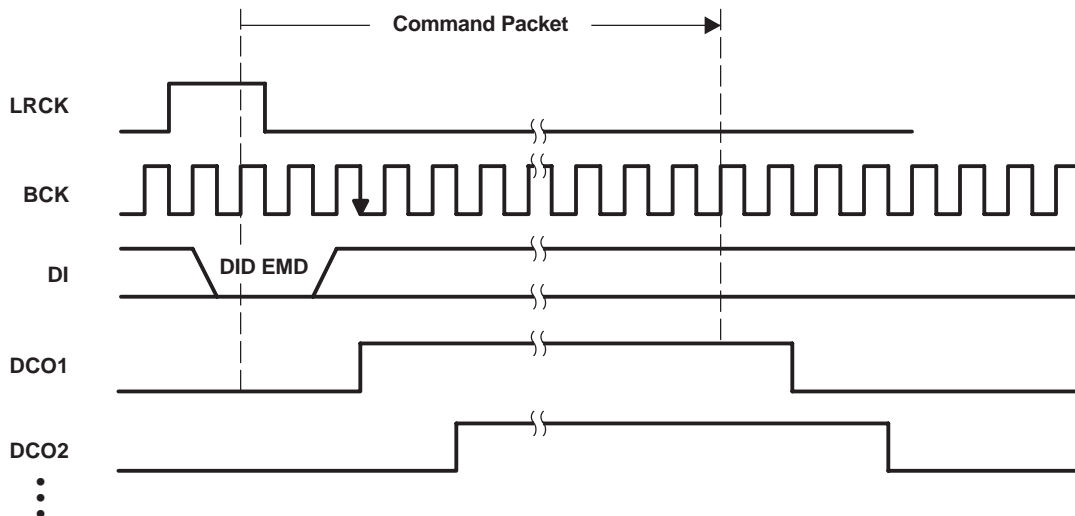 Command Packet
LRCK
BCK
DI
DID EMD
DCO1
DCO2